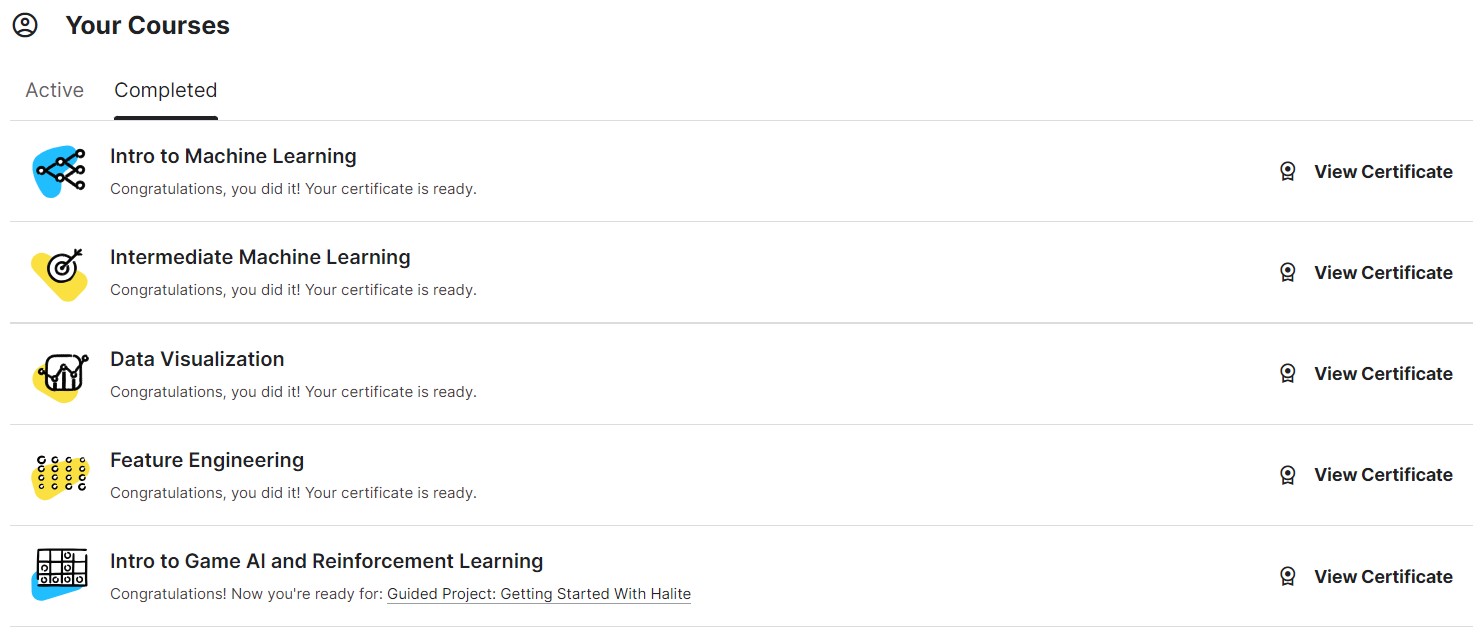 Your Courses
Active Completed
Intro to Machine Learning
Congratulations, you did it! Your certificate is ready.
View Certificate
Intermediate Machine Learning
Congratulations, you did it! Your certificate is ready.
View Certificate
Data Visualization
Congratulations, you did it! Your certificate is ready.
View Certificate
Feature Engineering
Congratulations, you did it! Your certificate is ready.
View Certificate
Intro to Game AI and Reinforcement Learning
Congratulations! Now you're ready for: Guided Project: Getting Started With Halite
View Certificate